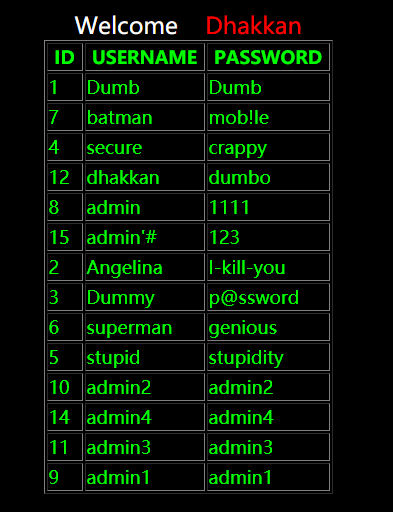 Welcome Dhakkan
ID USERNAME PASSWORD
1 Dumb Dumb
7 batman mob!le
4 secure crappy
12 dhakkan dumbo
8 admin 1111
15 admin'# 123
2 Angelina I-kill-you
3 Dummy p@ssword
6 superman genious
5 stupid stupidity
10 admin2 admin2
14 admin4 admin4
11 admin3 admin3
9 admin1 admin1